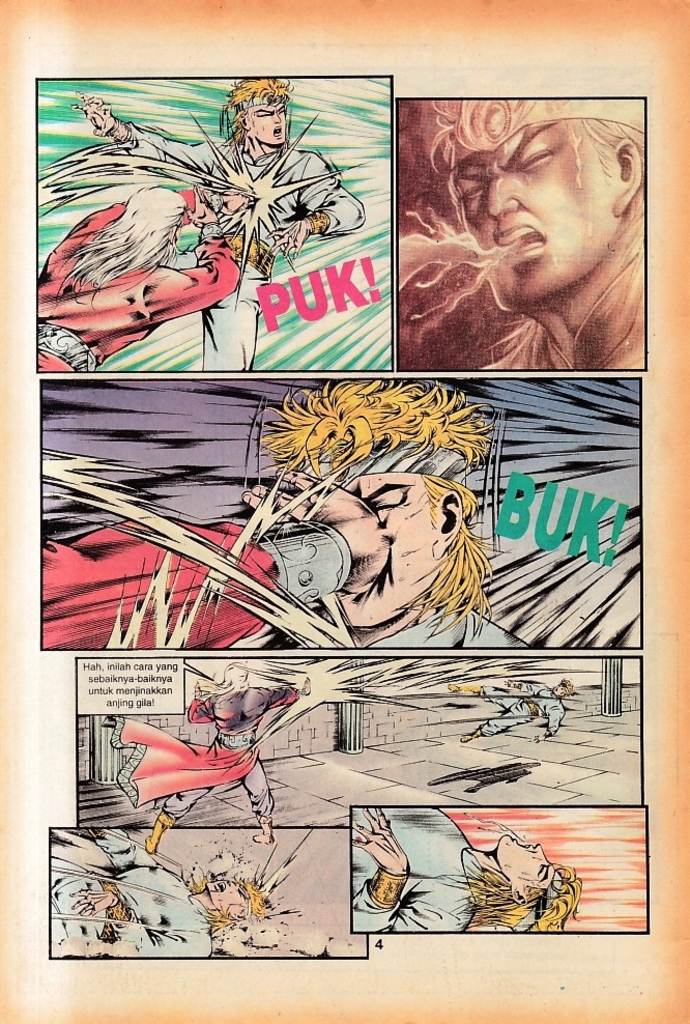 PUK!
BUK!
Hah, inilah cara yang
sebaiknya-baiknya
untuk menjinakkan
anjing gila!
4